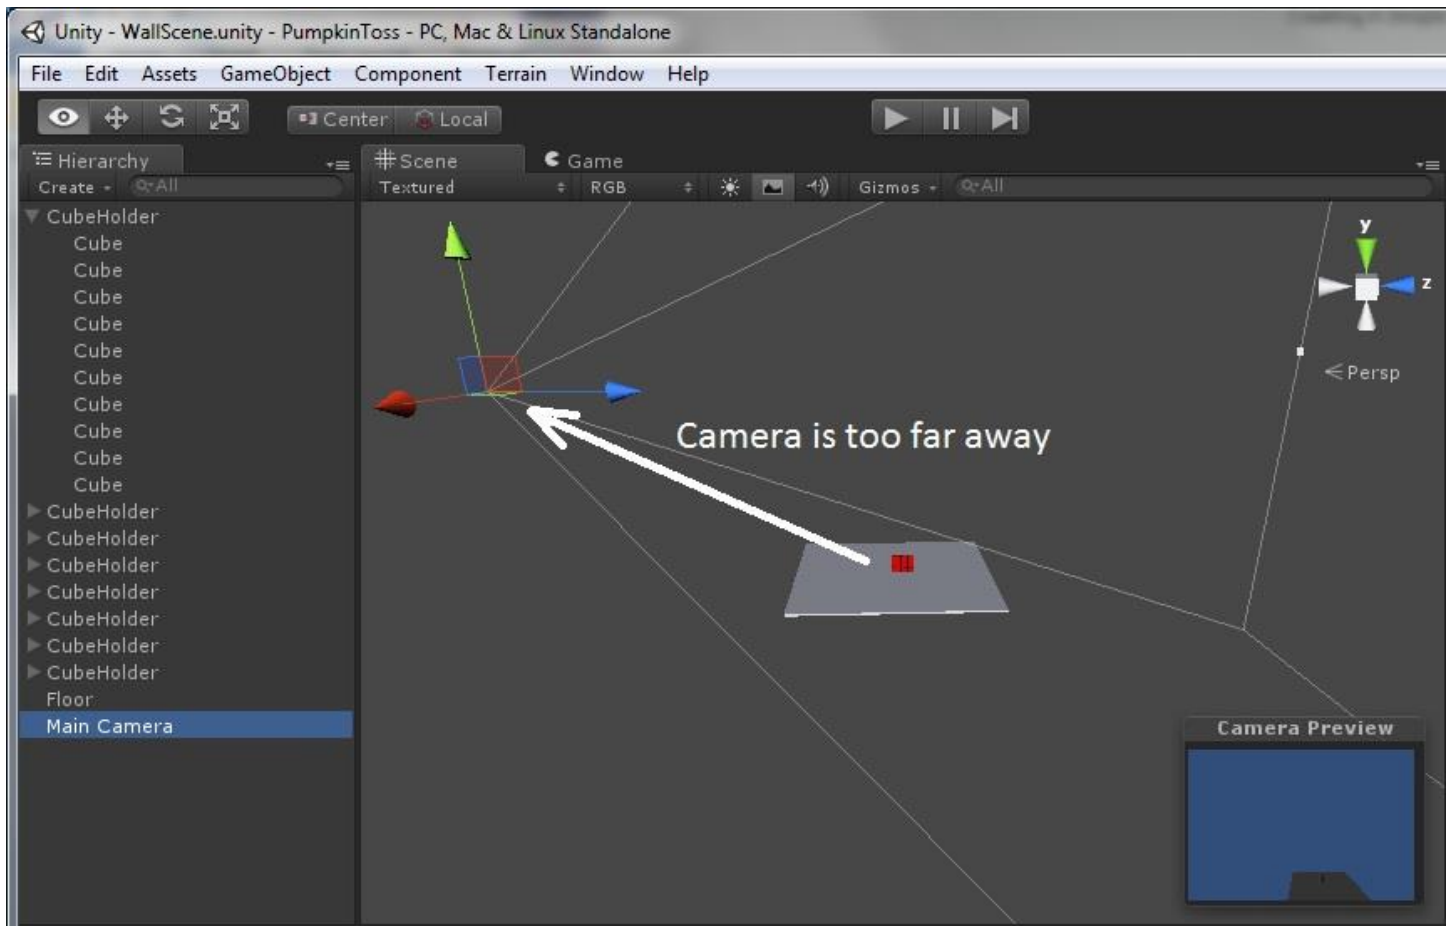 Unity - WallScene.unity - PumpkinToss - PC, Mac & Linux Standalone
File Edit Assets GameObject Component Terrain Window Help
Center Local
Hierarchy
Create All
Scene Game
Textured RGB Gizmos All
CubeHolder
Cube
Cube
Cube
Cube
Cube
Cube
Cube
Cube
Cube
Cube
CubeHolder
CubeHolder
CubeHolder
CubeHolder
CubeHolder
CubeHolder
CubeHolder
Floor
Main Camera
y
z
Persp
Camera is too far away
Camera Preview